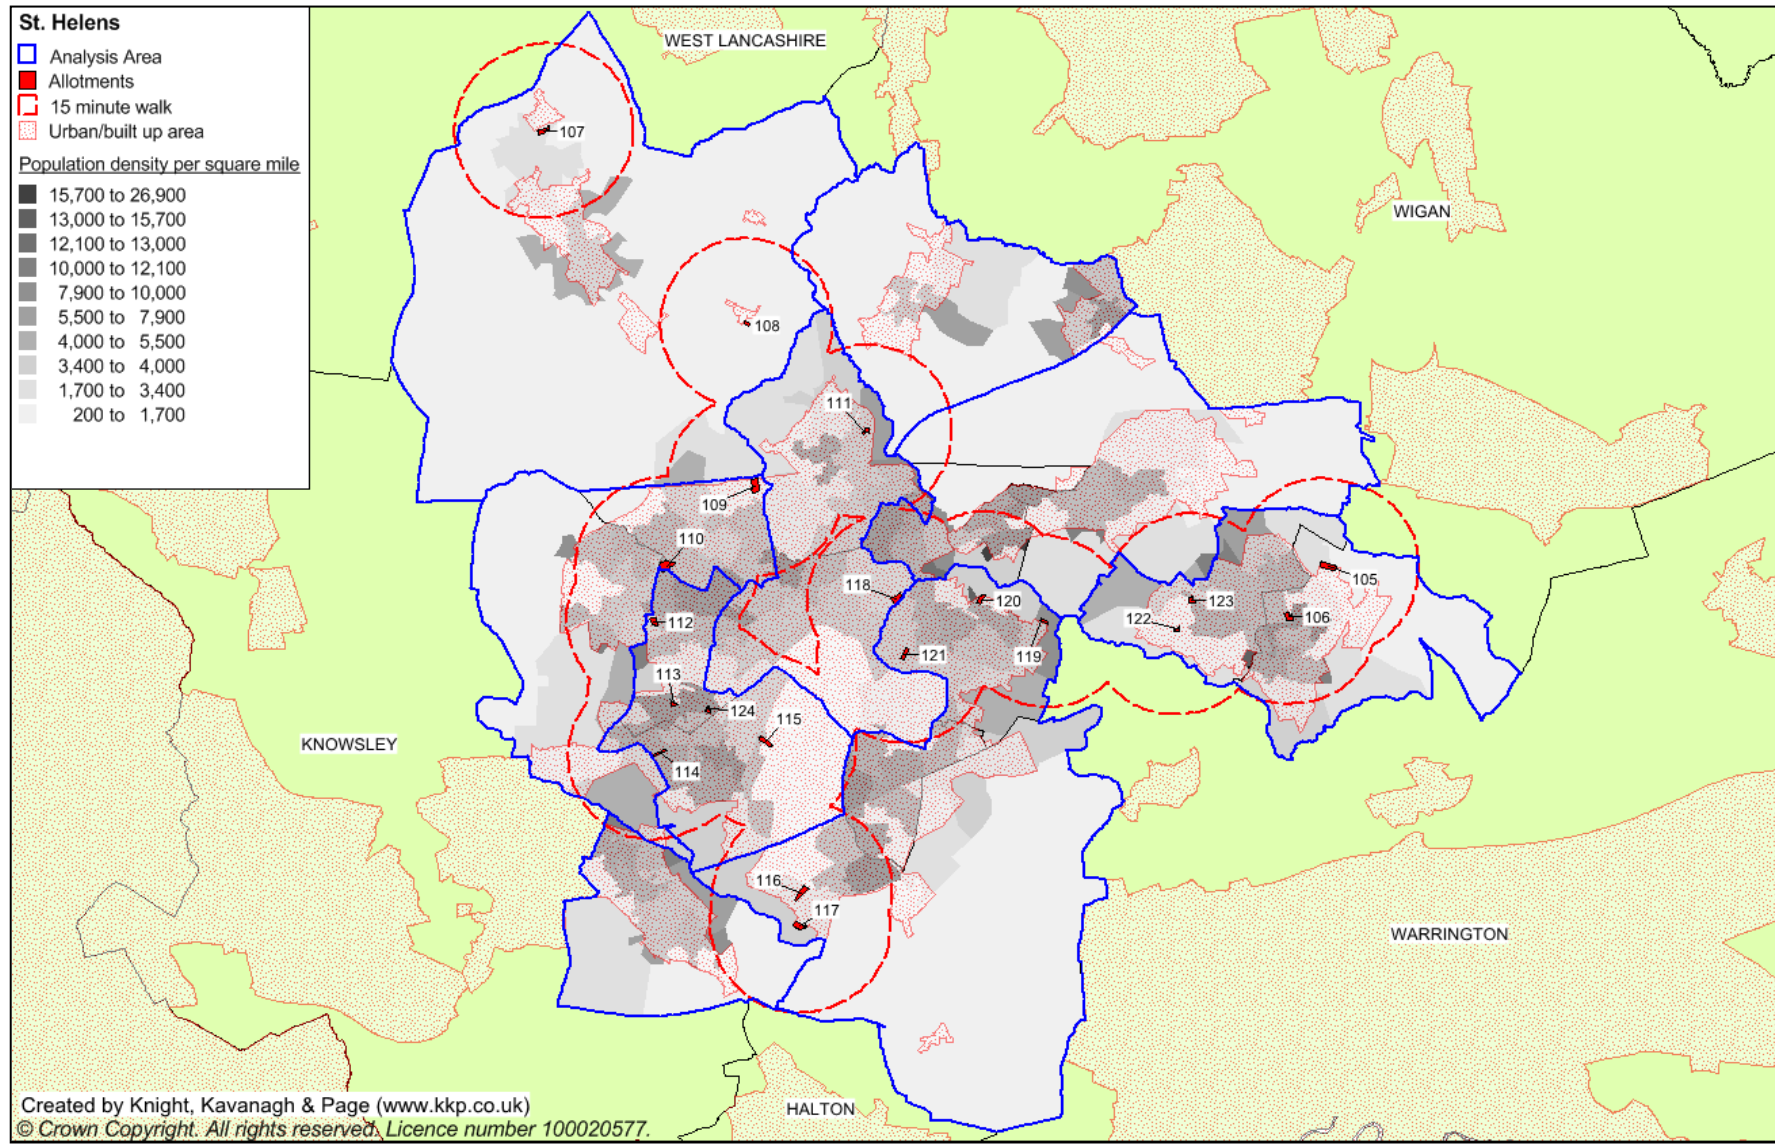 St. Helens
Analysis Area
Allotments
15 minute walk
Urban/built up area
Population density per square mile
15,700 to 26,900
13,000 to 15,700
12,100 to 13,000
10,000 to 12,100
7,900 to 10,000
5,500 to 7,900
4,000 to 5,500
3,400 to 4,000
1,700 to 3,400
200 to 1,700
WEST LANCASHIRE
107
WIGAN
108
111
109
110
105
118
120
123
106
112
122
121
119
113
124
115
KNOWSLEY
114
116
117
WARRINGTON
HALTON
Created by Knight, Kavanagh & Page (www.kkp.co.uk)
© Crown Copyright. All rights reserved. Licence number 100020577.